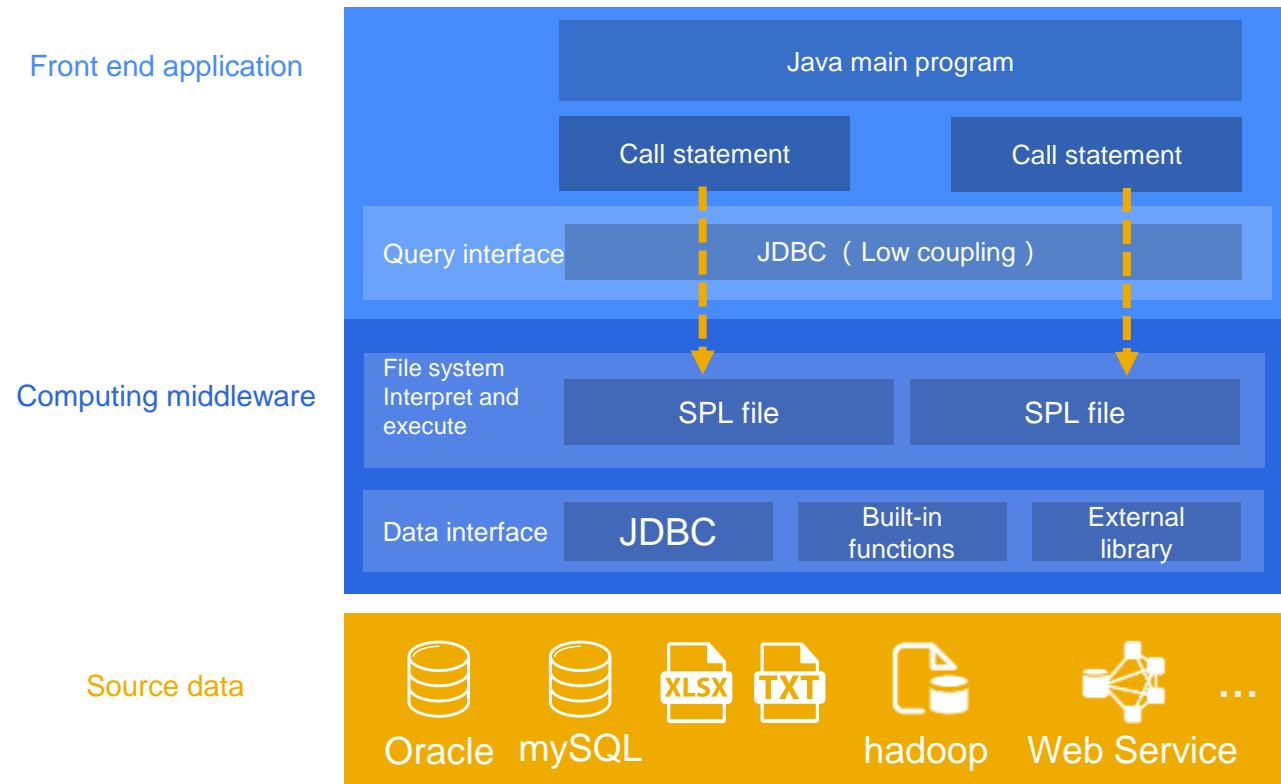 Front end application
Java main program
Call statement
Call statement
Query interface
JDBC （ Low coupling ）
Computing middleware
File system
Interpret and
execute
SPL file
SPL file
Data interface
JDBC
Built-in
functions
External
library
Source data
XLSX
TXT
...
Oracle
mySQL
hadoop
Web Service